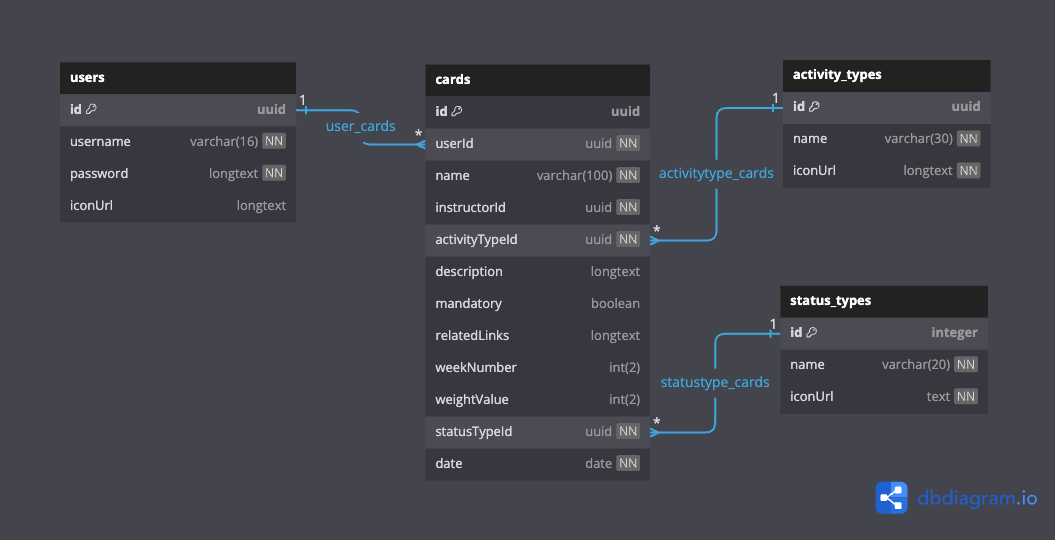 users
id uuid
username varchar(16) NN
password longtext NN
iconUrl longtext
1
user_cards
*
cards
id uuid
userId uuid NN
name varchar(100) NN
instructorId uuid NN
activityTypeId uuid NN
description longtext
mandatory boolean
relatedLinks longtext
weekNumber int(2)
weightValue int(2)
statusTypeId uuid NN
date date NN
1
activitytype_cards
*
activity_types
id uuid
name varchar(30) NN
iconUrl longtext NN
1
statustype_cards
*
status_types
id integer
name varchar(20) NN
iconUrl text NN
dbdiagram.io